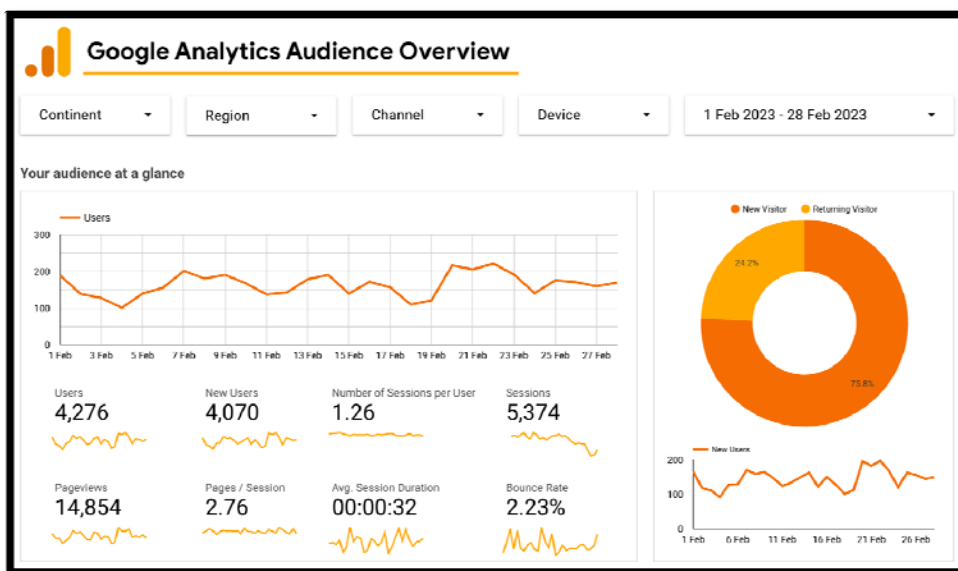 Google Analytics Audience Overview
Continent
Region
Channel
Device
1 Feb 2023 - 28 Feb 2023
Your audience at a glance
Users
300
200
100
0
1 Feb 3 Feb 5 Feb 7 Feb 9 Feb 11 Feb 13 Feb 15 Feb 17 Feb 19 Feb 21 Feb 23 Feb 25 Feb 27 Feb
Users
4,276
New Users
4,070
Number of Sessions per User
1.26
Sessions
5,374
Pageviews
14,854
Pages / Session
2.76
Avg. Session Duration
00:00:32
Bounce Rate
2.23%
New Visitor Returning Visitor
24.2%
75.8%
New Users
200
100
0
1 Feb 6 Feb 11 Feb 16 Feb 21 Feb 26 Feb